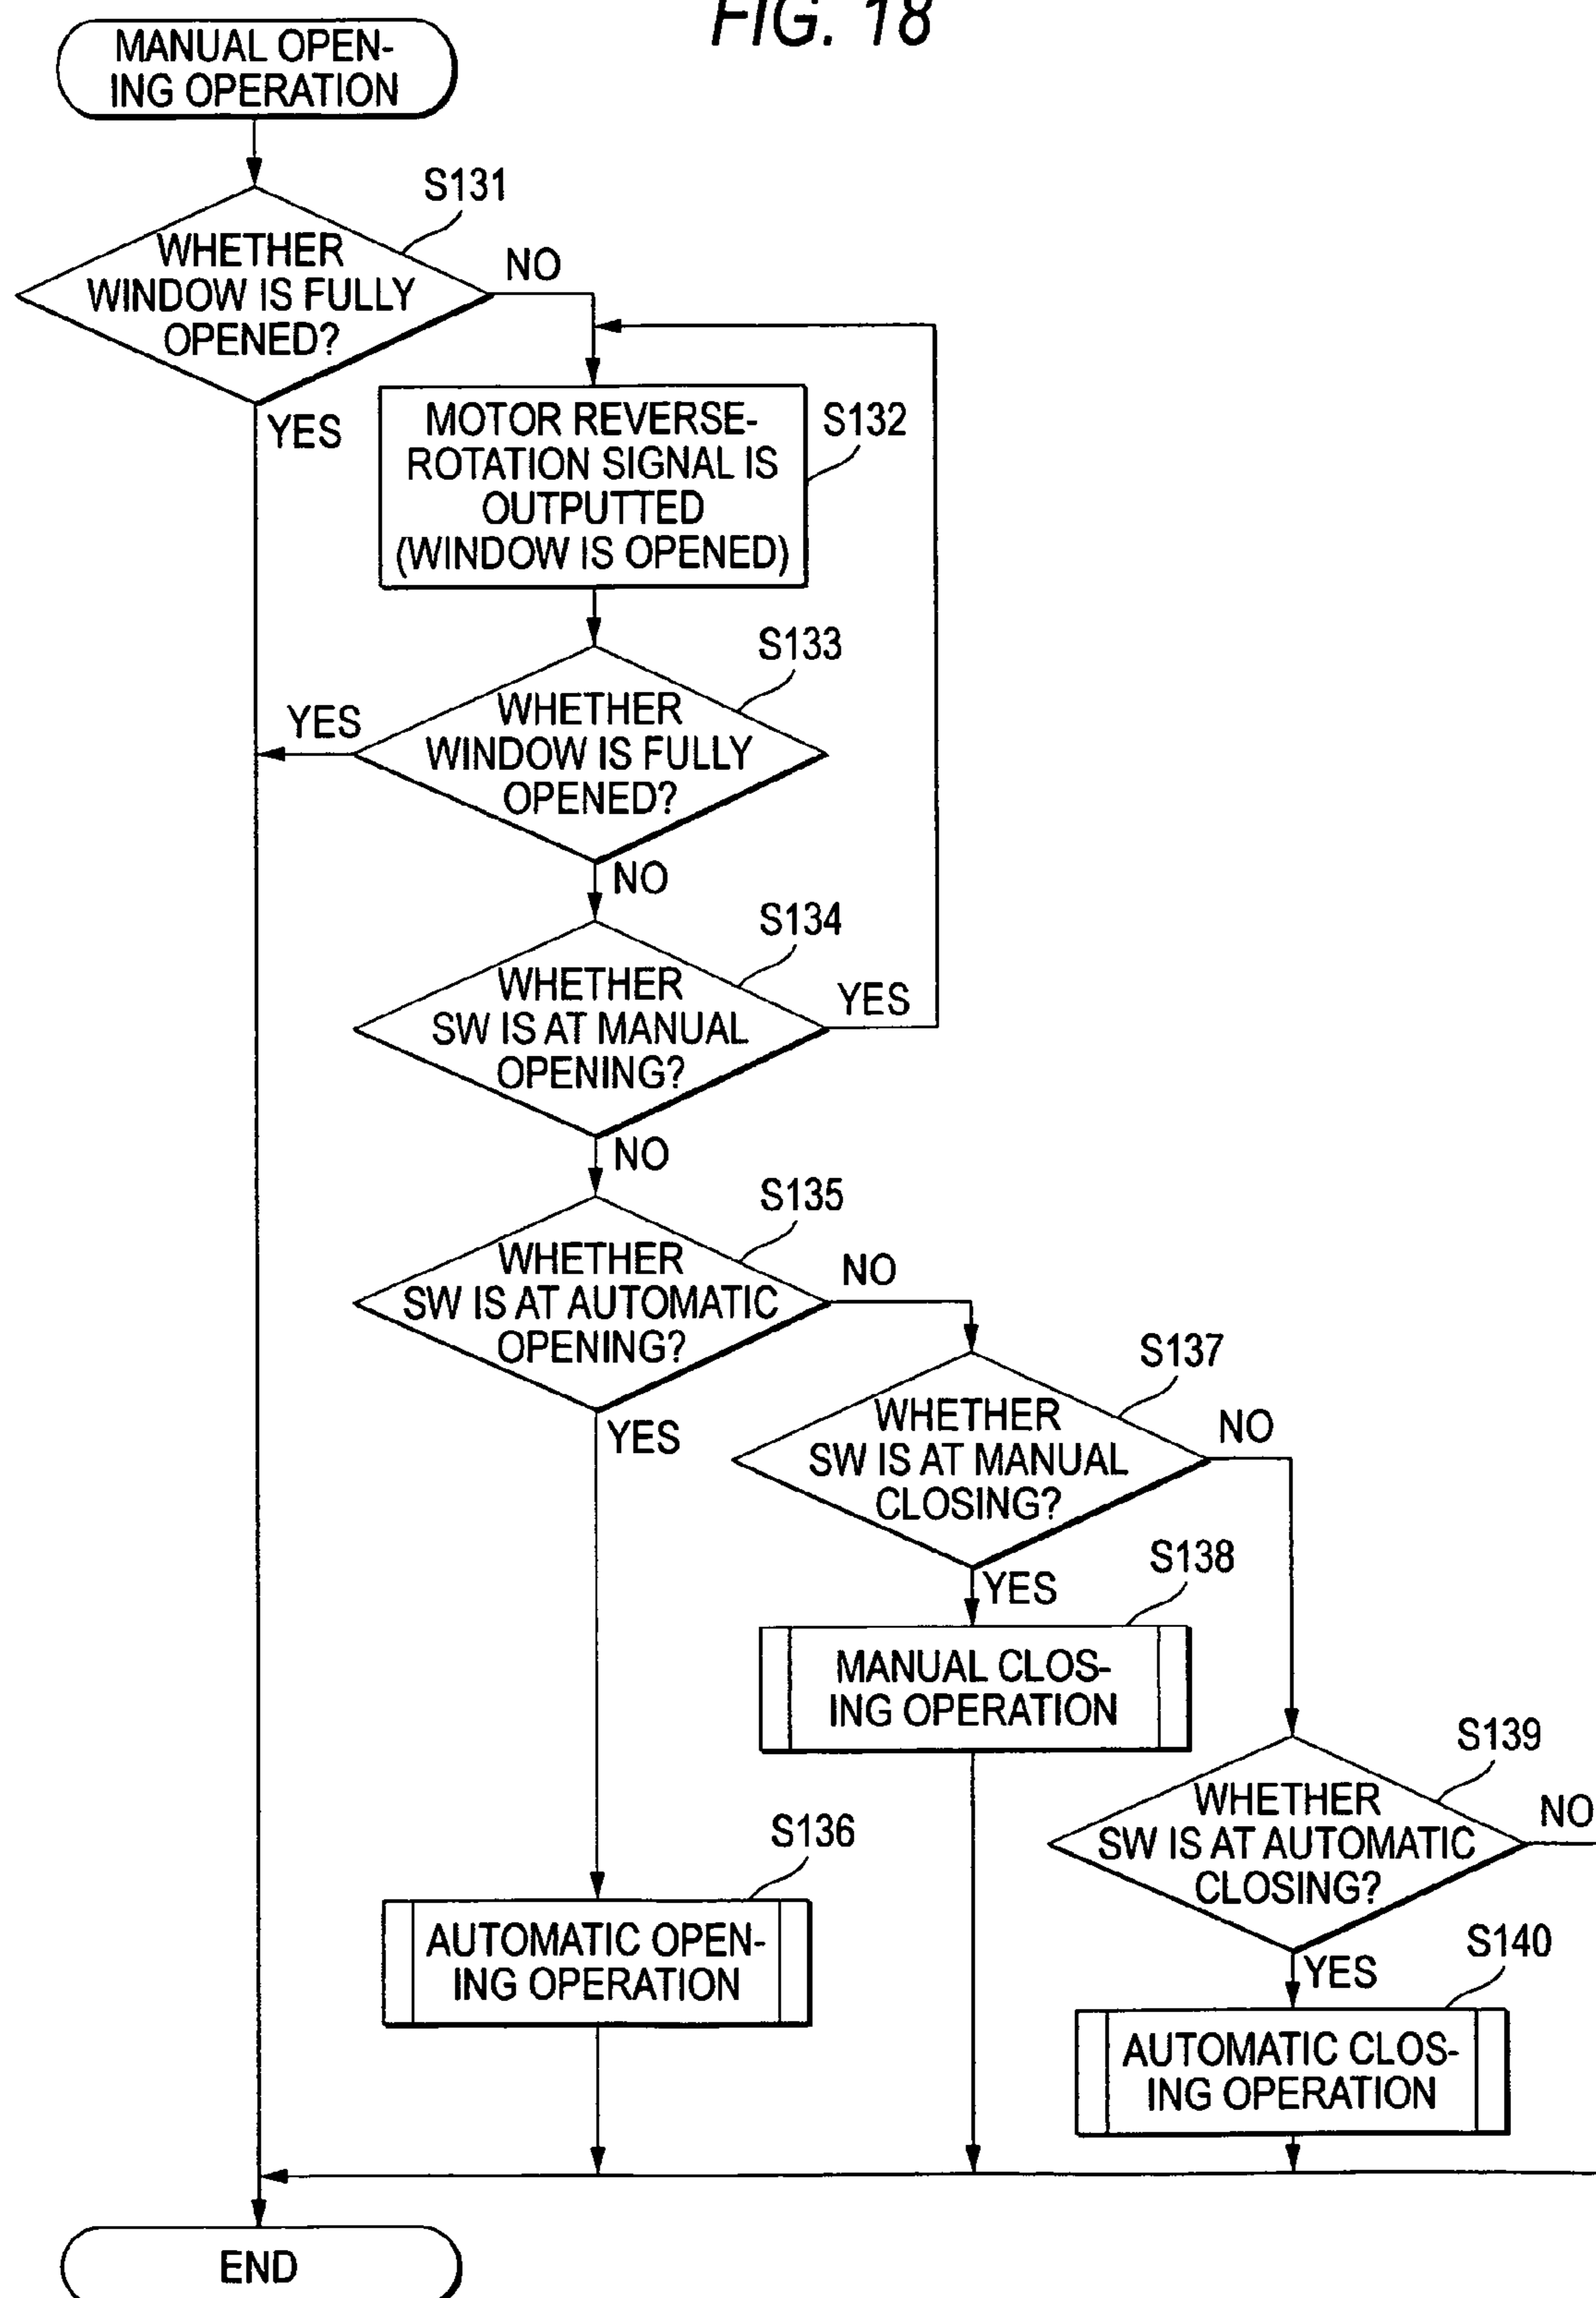 FIG. 18
MANUAL OPEN-
ING OPERATION
S131
WHETHER
WINDOW IS FULLY
OPENED?
NO
YES
MOTOR REVERSE-
ROTATION SIGNAL IS
OUTPUTTED
(WINDOW IS OPENED)
S132
S133
WHETHER
WINDOW IS FULLY
OPENED?
YES
NO
S134
WHETHER
SW IS AT MANUAL
OPENING?
YES
NO
S135
WHETHER
SW IS AT AUTOMATIC
OPENING?
NO
YES
S137
WHETHER
SW IS AT MANUAL
CLOSING?
NO
YES
S138
MANUAL CLOS-
ING OPERATION
S139
WHETHER
SW IS AT AUTOMATIC
CLOSING?
NO
YES
S136
AUTOMATIC OPEN-
ING OPERATION
S140
AUTOMATIC CLOS-
ING OPERATION
END